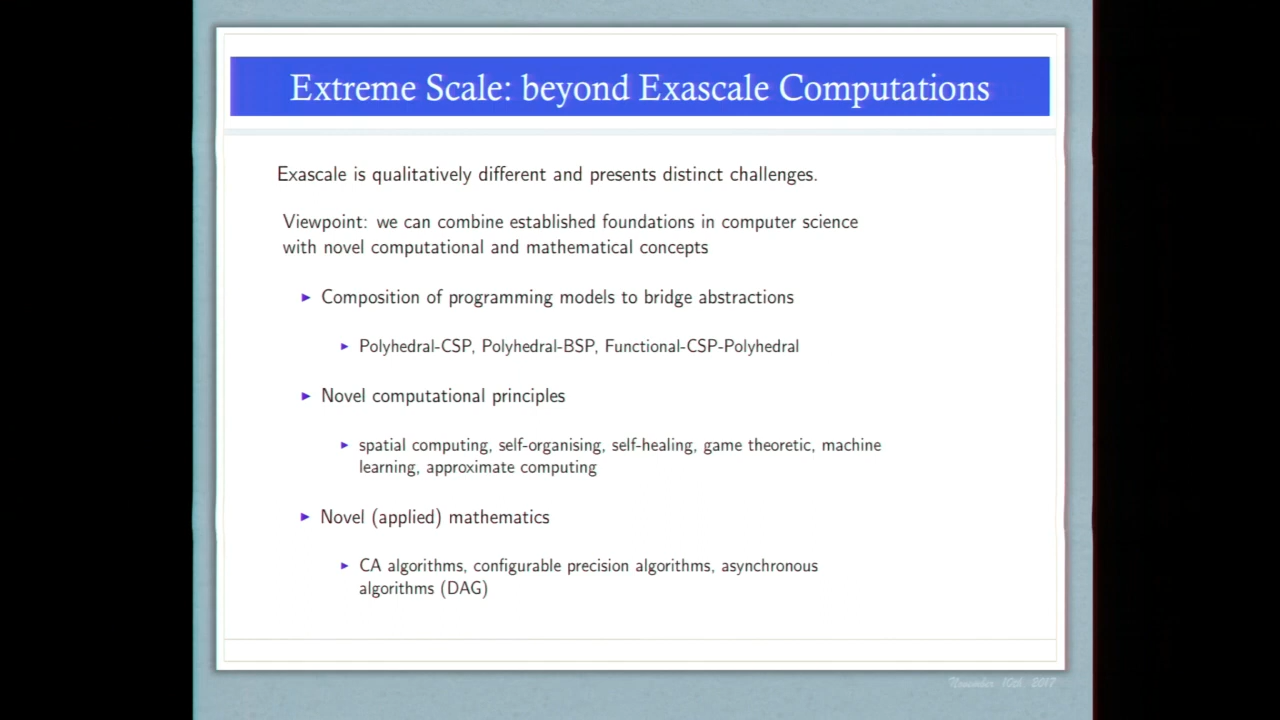 Extreme Scale: beyond Exascale Computations
Exascale is qualitatively different and presents distinct challenges.
Viewpoint: we can combine established foundations in computer science
with novel computational and mathematical concepts
► Composition of programming models to bridge abstractions
► Polyhedral-CSP, Polyhedral-BSP, Functional-CSP-Polyhedral
► Novel computational principles
► spatial computing, self-organising, self-healing, game theoretic, machine
learning, approximate computing
► Novel (applied) mathematics
► CA algorithms, configurable precision algorithms, asynchronous
algorithms (DAG)
November 10th 2017